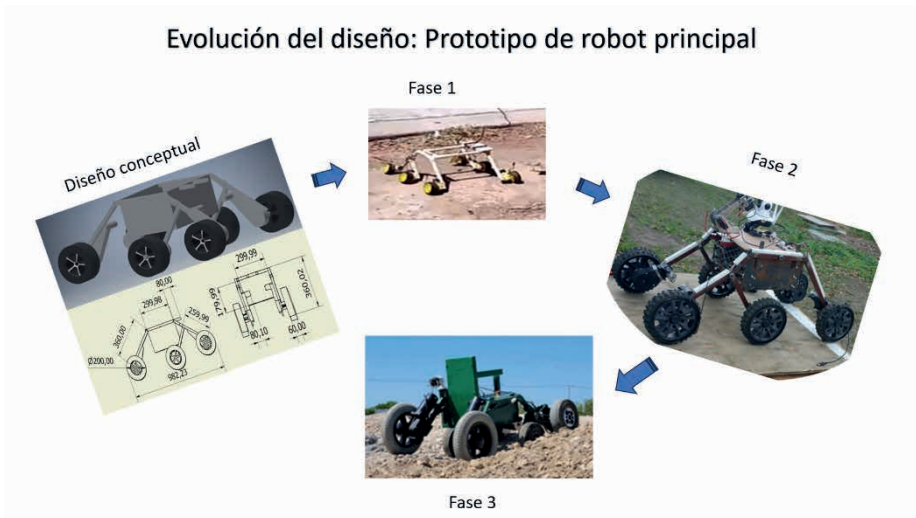 Evolución del diseño: Prototipo de robot principal
Fase 1
Diseño conceptual
Fase 2
299,99
80,00
299,98
259,99
360,00
Ø200,00
982,23
179,99
360,02
80,10
60,00
Fase 3